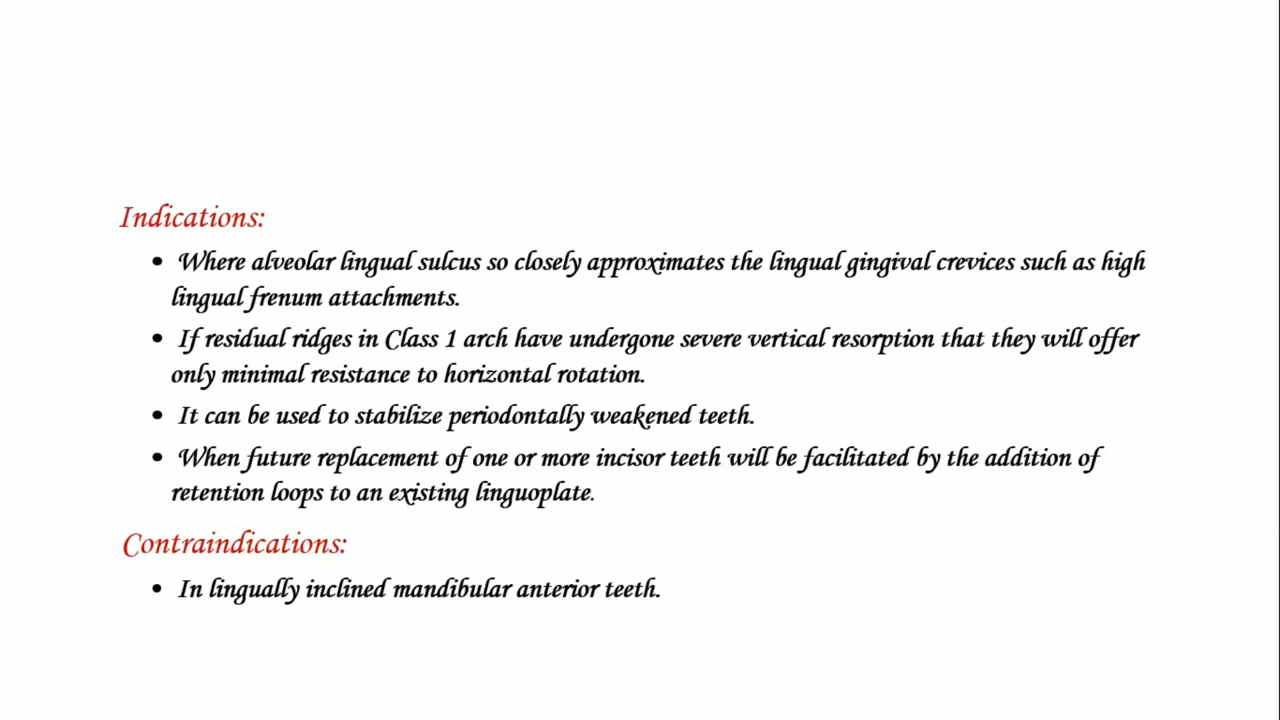 Indications:
• Where alveolar lingual sulcus so closely approximates the lingual gingival crevices such as high
lingual frenum attachments.
• If residual ridges in Class 1 arch have undergone severe vertical resorption that they will offer
only minimal resistance to horizontal rotation.
• It can be used to stabilize periodontally weakened teeth.
• When future replacement of one or more incisor teeth will be facilitated by the addition of
retention loops to an existing linguoplate.
Contraindications:
• In lingually inclined mandibular anterior teeth.